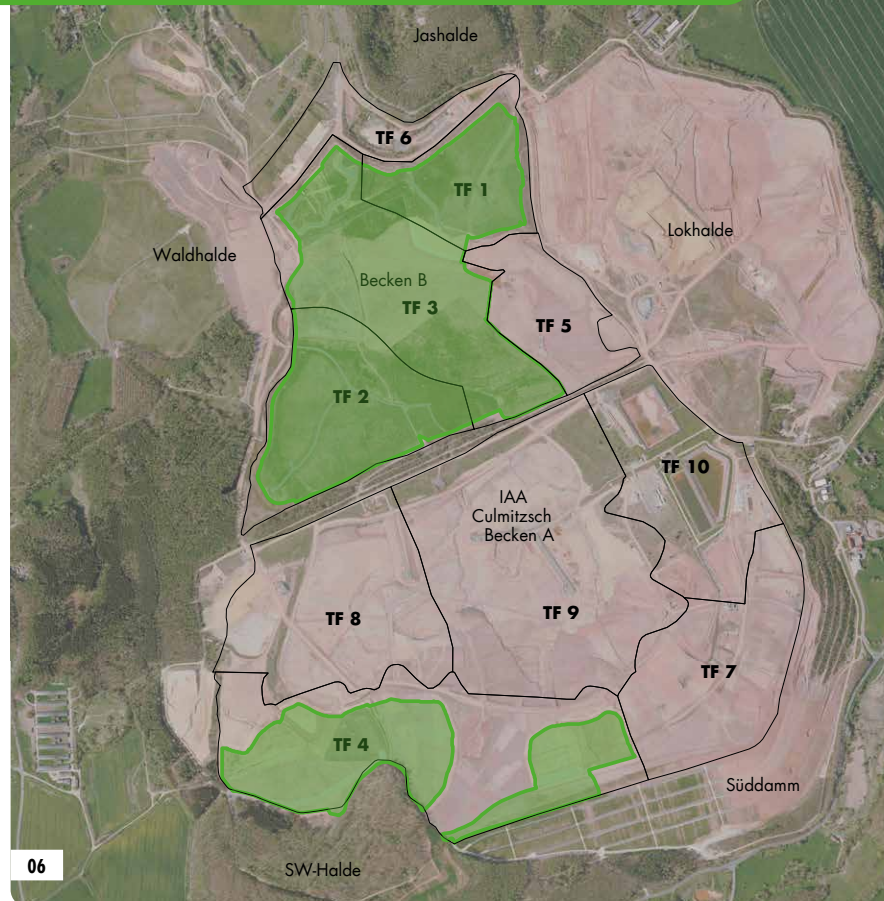 Jashalde
TF 6
TF 1
Lokhalde
Waldhalde
Becken B
TF 3
TF 5
TF 2
TF 10
IAA
Culmitzsch
Becken A
TF 8
TF 9
TF 7
TF 4
Süddamm
SW-Halde
06